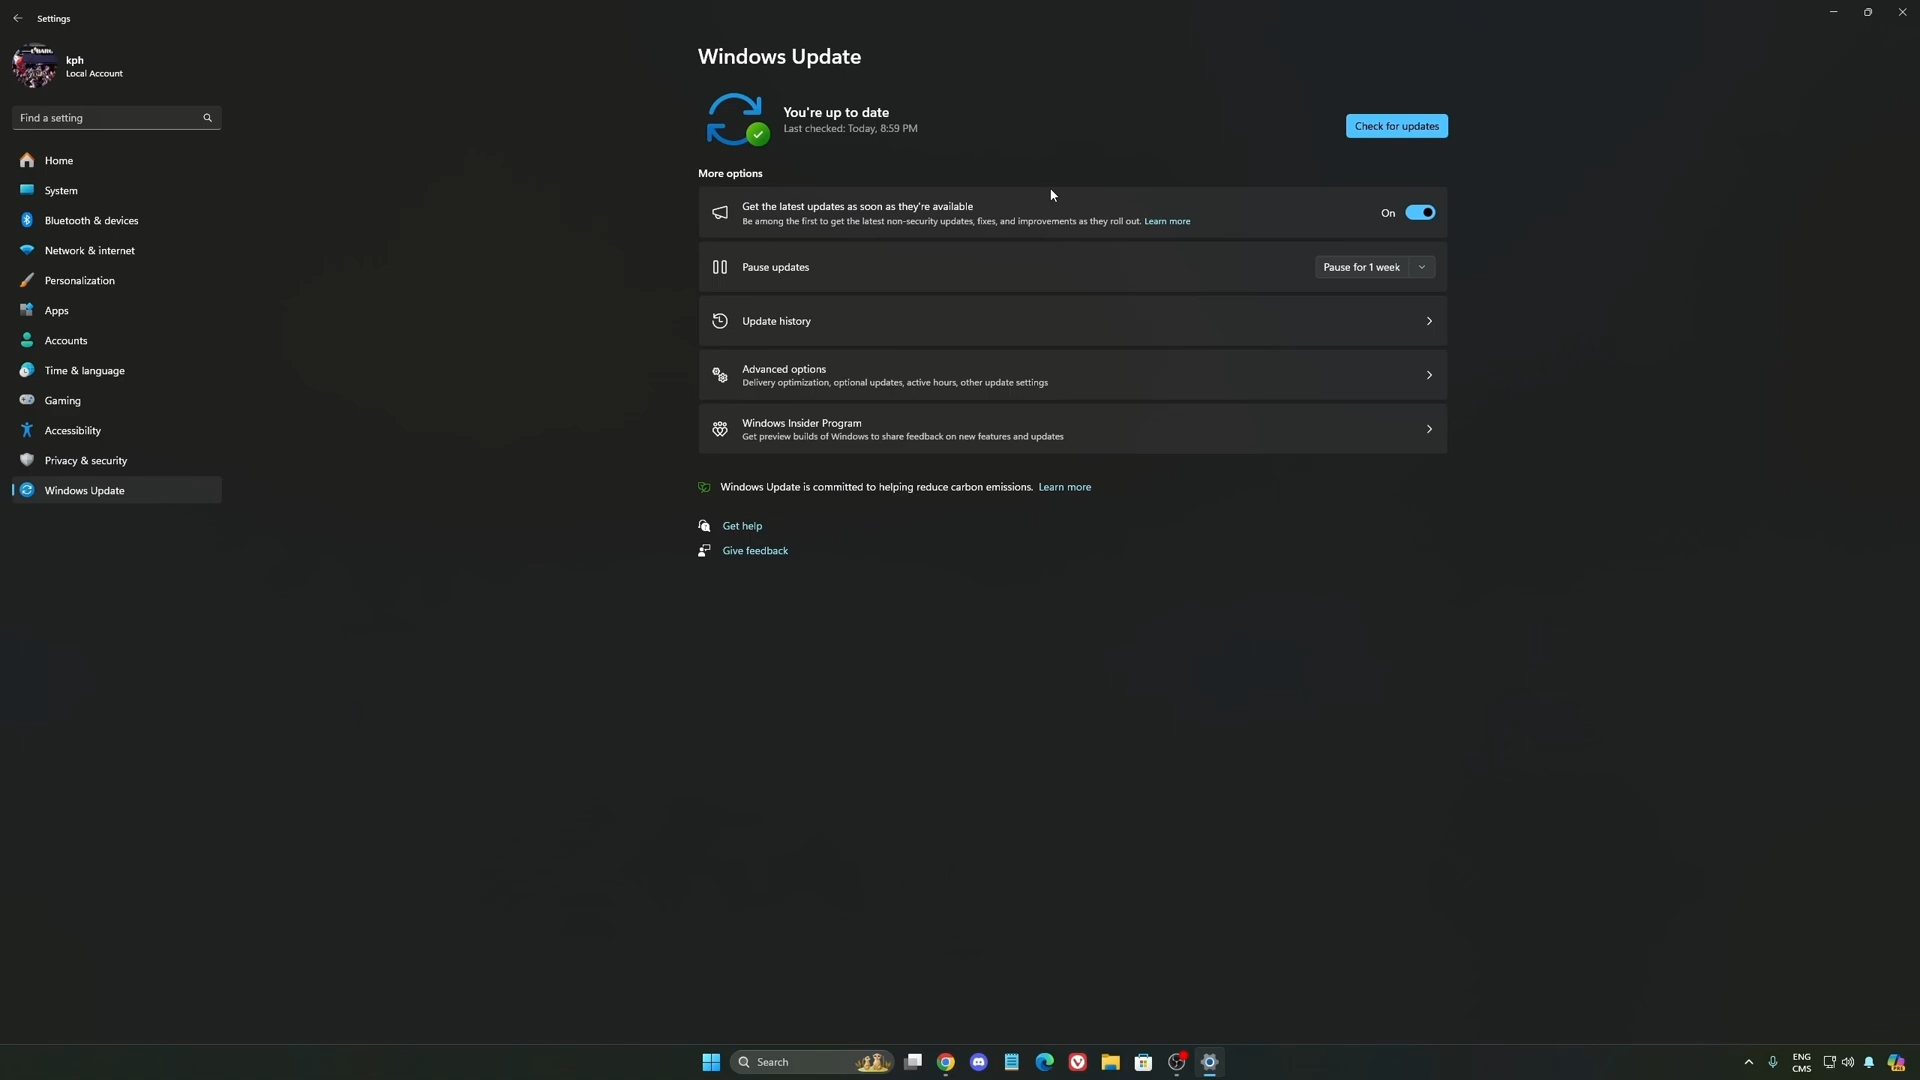 Settings
kph
Local Account
Find a setting
Home
System
Bluetooth & devices
Network & internet
Personalization
Apps
Accounts
Time & language
Gaming
Accessibility
Privacy & security
Windows Update
Windows Update
You're up to date
Last checked: Today, 8:59 PM
Check for updates
More options
Get the latest updates as soon as they're available
Be among the first to get the latest non-security updates, fixes, and improvements as they roll out. Learn more
On
Pause updates
Pause for 1 week
Update history
Advanced options
Delivery optimization, optional updates, active hours, other update settings
Windows Insider Program
Get preview builds of Windows to share feedback on new features and updates
Windows Update is committed to helping reduce carbon emissions. Learn more
Get help
Give feedback
Search
ENG
CMS